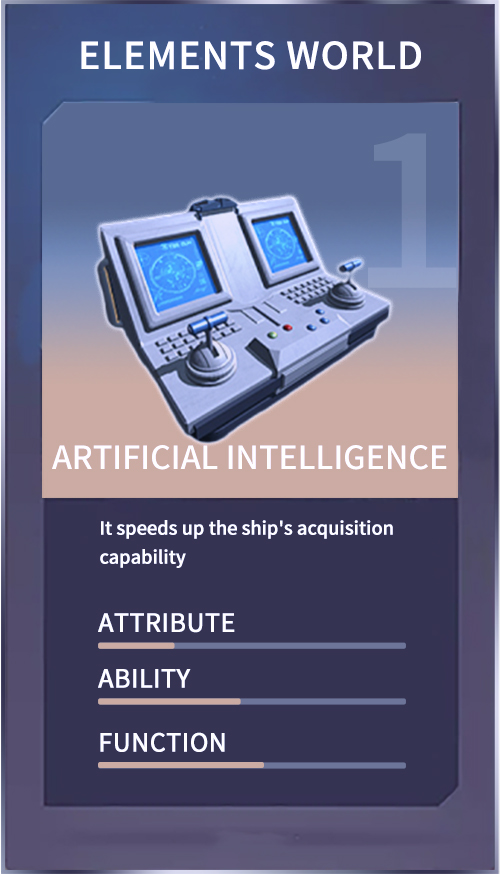 ELEMENTS WORLD
1
ARTIFICIAL INTELLIGENCE
It speeds up the ship's acquisition
capability
ATTRIBUTE
ABILITY
FUNCTION